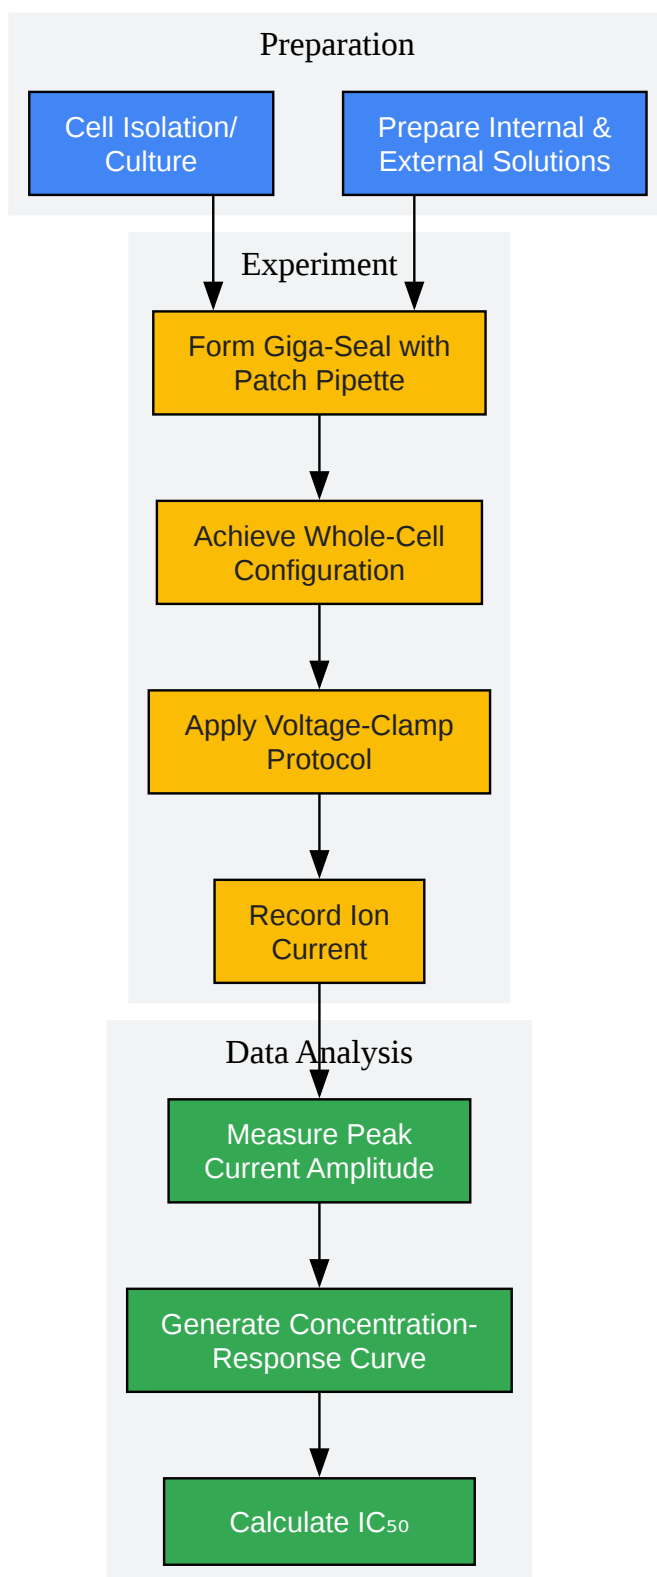 Preparation
Cell Isolation/
Culture
Prepare Internal &
External Solutions
Experiment
Form Giga-Seal with
Patch Pipette
Achieve Whole-Cell
Configuration
Apply Voltage-Clamp
Protocol
Record Ion
Current
Data Analysis
Measure Peak
Current Amplitude
Generate Concentration-
Response Curve
Calculate IC₅₀